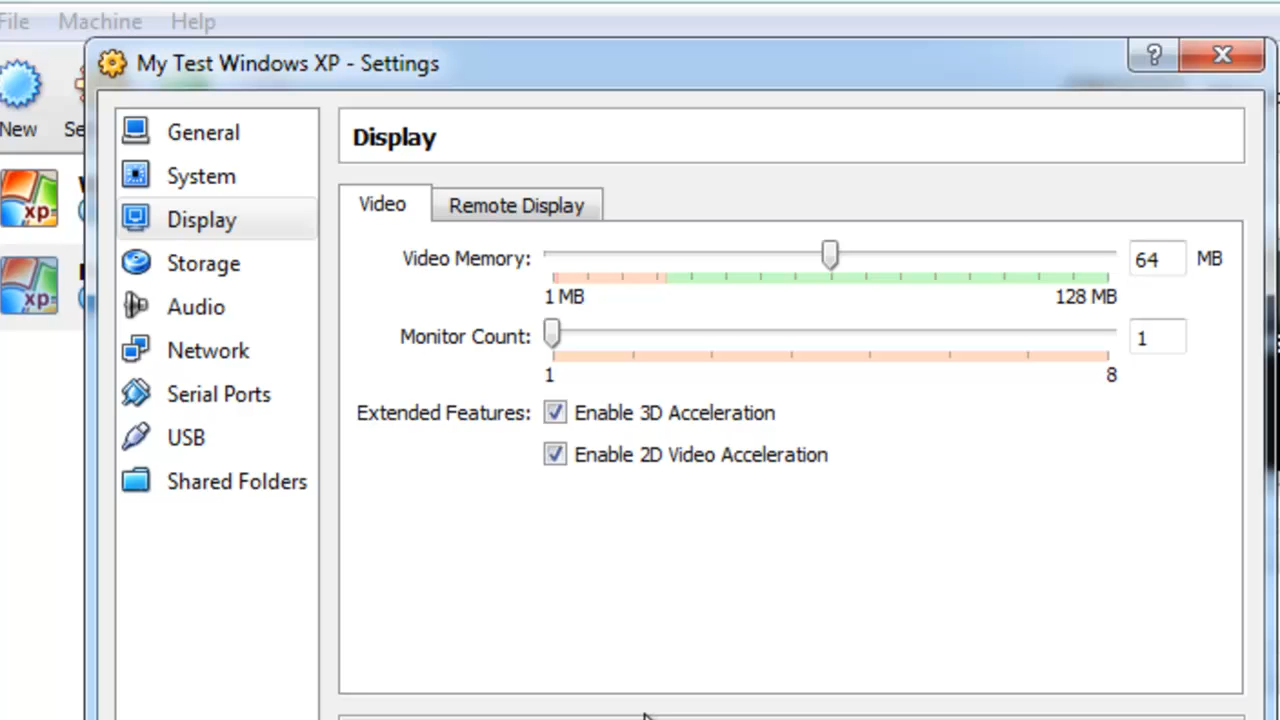 File Machine Help
My Test Windows XP - Settings
?
New
General
System
Display
Storage
Audio
Network
Serial Ports
USB
Shared Folders
Display
Video Remote Display
Video Memory: 64 MB
1 MB 128 MB
Monitor Count: 1
1 8
Extended Features: Enable 3D Acceleration
Enable 2D Video Acceleration
xp
xp